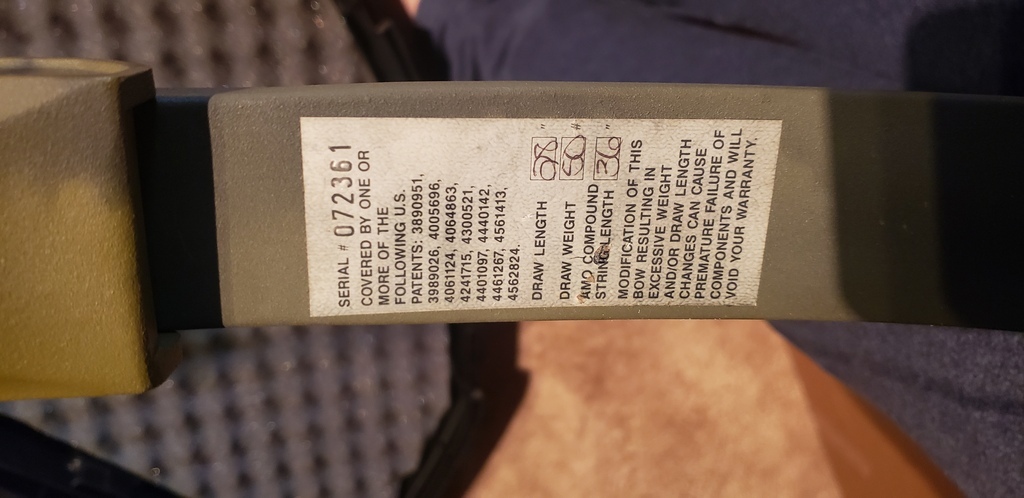 SERIAL # 072361
COVERED BY ONE OR
MORE OF THE
FOLLOWING U.S.
PATENTS: 3890951,
3989026, 4005696,
4061124, 4064863,
4241715, 4300521,
4401097, 4440142,
4461267, 4561413,
4562824.
DRAW LENGTH 28"
DRAW WEIGHT 50#
AMO COMPOUND
STRING LENGTH 36"
MODIFICATION OF THIS
BOW RESULTING IN
EXCESSIVE WEIGHT
AND/OR DRAW LENGTH
CHANGES CAN CAUSE
PREMATURE FAILURE OF
COMPONENTS AND WILL
VOID YOUR WARRANTY.